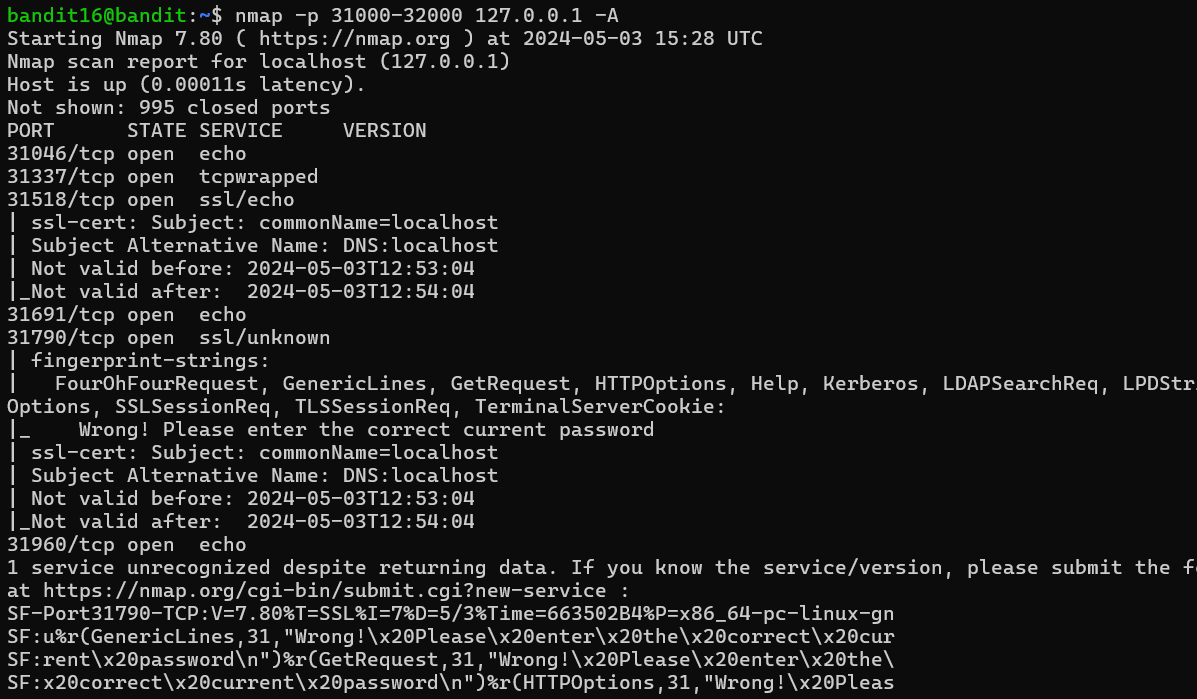 bandit16@bandit:~$ nmap -p 31000-32000 127.0.0.1 -A
Starting Nmap 7.80 ( https://nmap.org ) at 2024-05-03 15:28 UTC
Nmap scan report for localhost (127.0.0.1)
Host is up (0.00011s latency).
Not shown: 995 closed ports
PORT      STATE SERVICE     VERSION
31046/tcp open  echo
31337/tcp open  tcpwrapped
31518/tcp open  ssl/echo
| ssl-cert: Subject: commonName=localhost
| Subject Alternative Name: DNS:localhost
| Not valid before: 2024-05-03T12:53:04
|_Not valid after:  2024-05-03T12:54:04
31691/tcp open  echo
31790/tcp open  ssl/unknown
| fingerprint-strings:
|   FourOhFourRequest, GenericLines, GetRequest, HTTPOptions, Help, Kerberos, LDAPSearchReq, LPDStr
Options, SSLSessionReq, TLSSessionReq, TerminalServerCookie:
|_    Wrong! Please enter the correct current password
| ssl-cert: Subject: commonName=localhost
| Subject Alternative Name: DNS:localhost
| Not valid before: 2024-05-03T12:53:04
|_Not valid after:  2024-05-03T12:54:04
31960/tcp open  echo
1 service unrecognized despite returning data. If you know the service/version, please submit the f
at https://nmap.org/cgi-bin/submit.cgi?new-service :
SF-Port31790-TCP:V=7.80%T=SSL%I=7%D=5/3%Time=663502B4%P=x86_64-pc-linux-gn
SF:u%r(GenericLines,31,"Wrong!\x20Please\x20enter\x20the\x20correct\x20cur
SF:rent\x20password\n")%r(GetRequest,31,"Wrong!\x20Please\x20enter\x20the\
SF:x20correct\x20current\x20password\n")%r(HTTPOptions,31,"Wrong!\x20Pleas